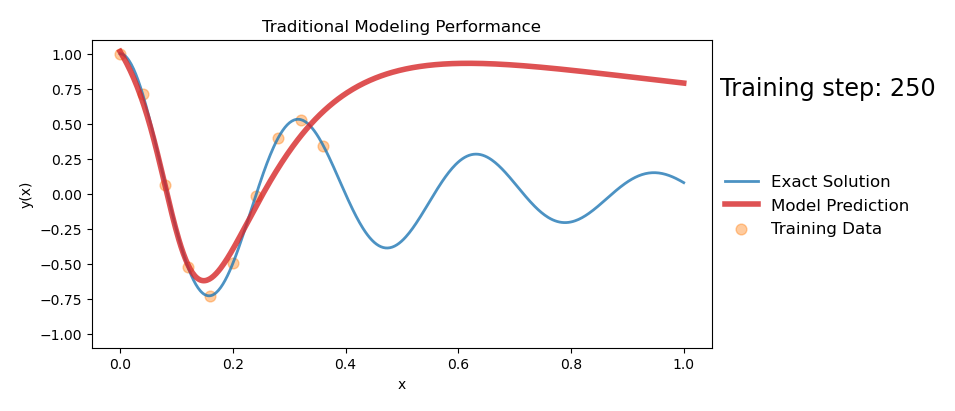 Traditional Modeling Performance
1.00
0.75
0.50
0.25
0.00
−0.25
−0.50
−0.75
−1.00
y(x)
0.0 0.2 0.4 0.6 0.8 1.0
x
Training step: 250
Exact Solution
Model Prediction
Training Data